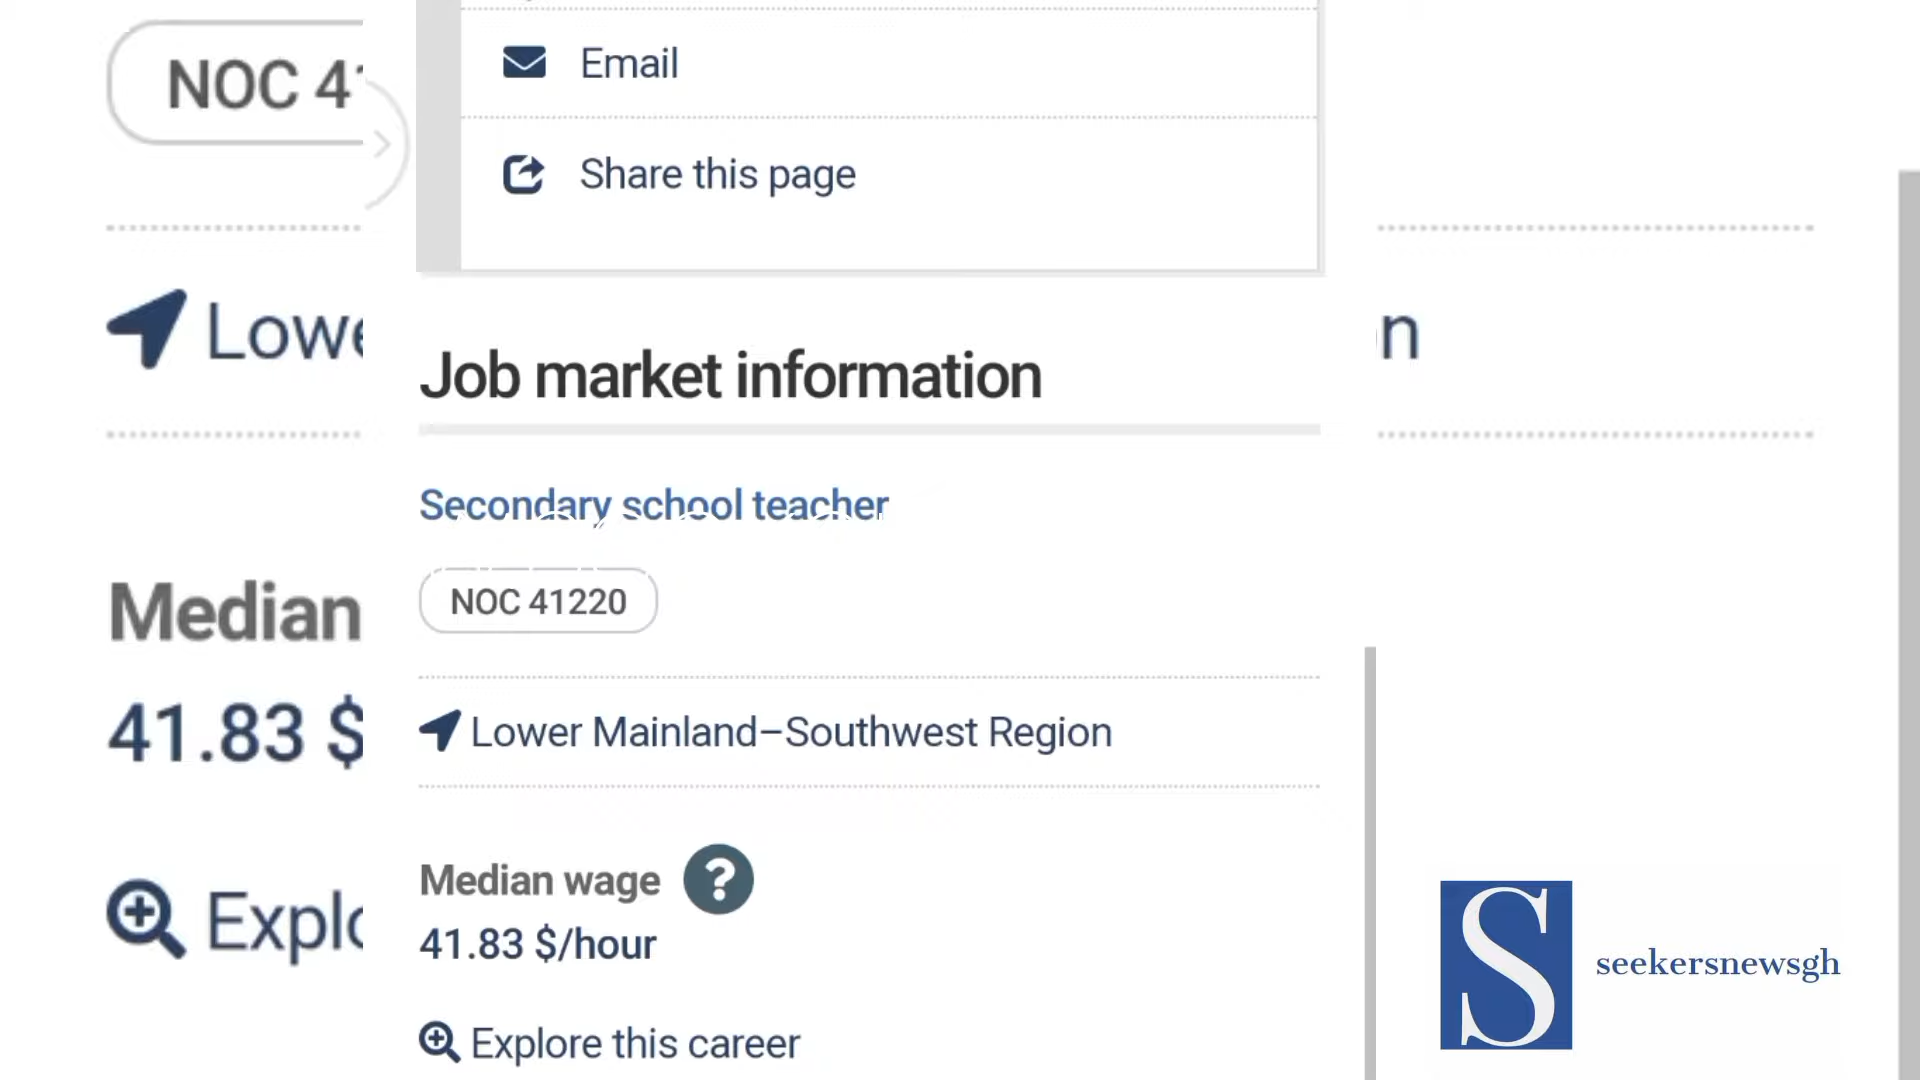 Email
Share this page
Job market information
Secondary school teacher
NOC 41220
Lower Mainland–Southwest Region
Median wage
?
41.83 $/hour
Explore this career
NOC 4
Lowe
n
Median
41.83 $
Explo
S
seekersnewsgh